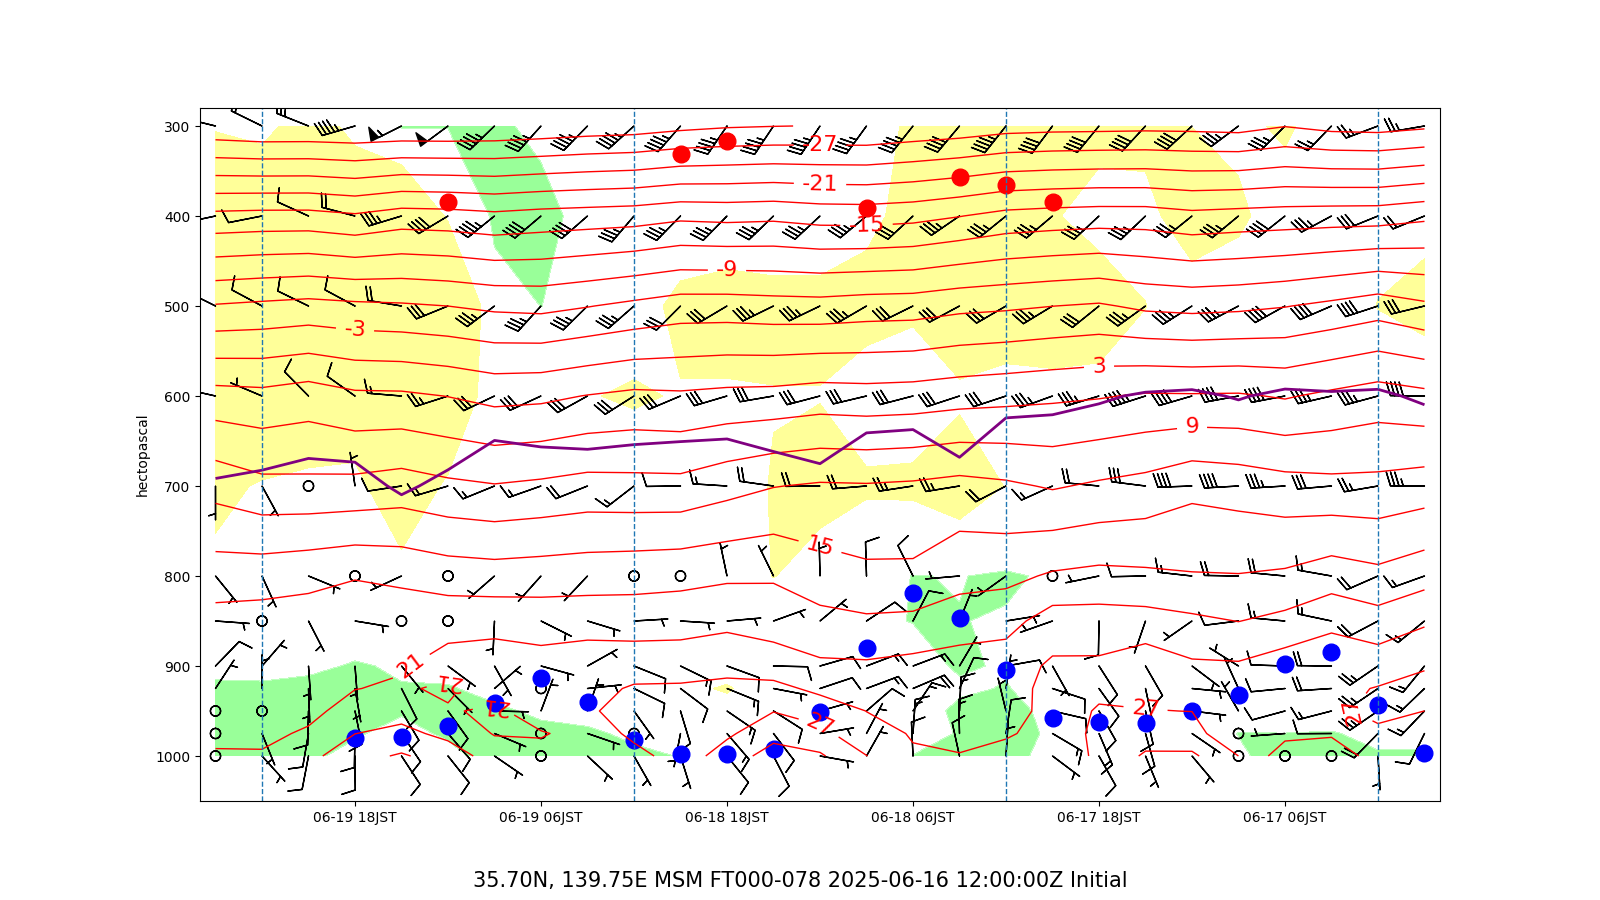 300
400
500
600
700
800
900
1000
hectopascal
-27
-21
-15
-9
-3
3
9
15
21
21
21
27
27
27
06-19 18JST
06-19 06JST
06-18 18JST
06-18 06JST
06-17 18JST
06-17 06JST
35.70N, 139.75E MSM FT000-078 2025-06-16 12:00:00Z Initial